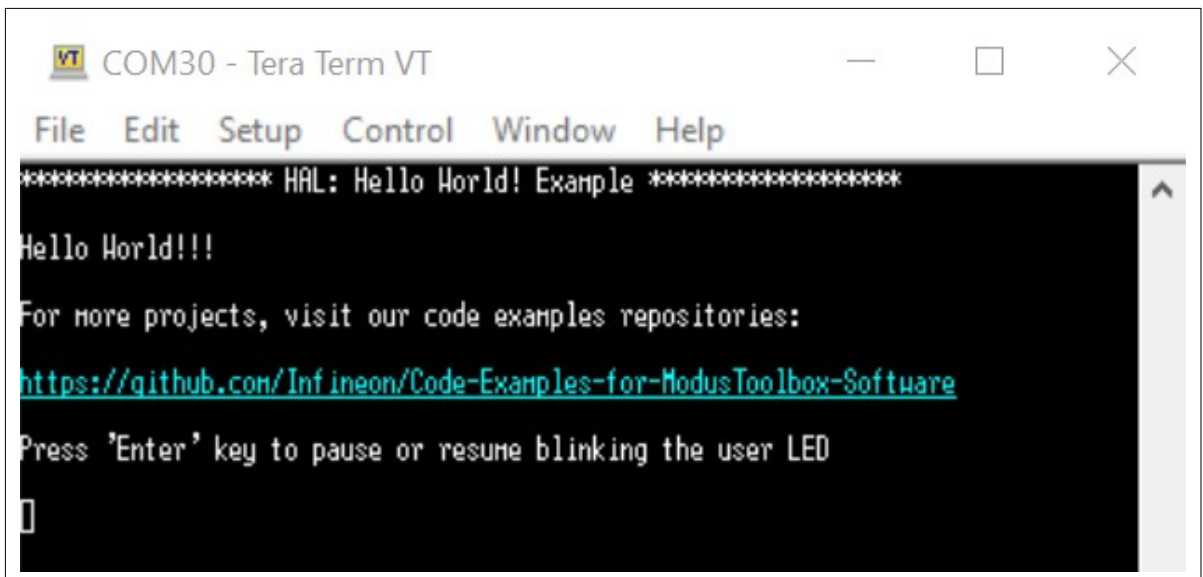 VT COM30 - Tera Term VT
File Edit Setup Control Window Help
******************** HAL: Hello World! Example ********************
Hello World!!!
For more projects, visit our code examples repositories:
https://github.com/Infineon/Code-Examples-for-ModusToolbox-Software
Press 'Enter' key to pause or resume blinking the user LED